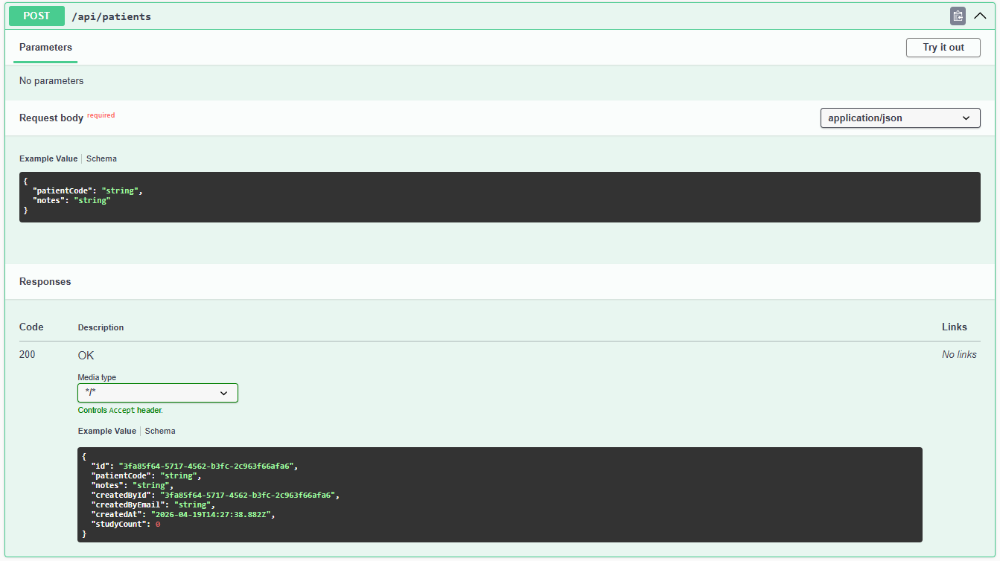 POST /api/patients
Parameters
Try it out
No parameters
Request body required
application/json
Example Value Schema
{
  "patientCode": "string",
  "notes": "string"
}
Responses
Code Description Links
200 OK No links
Media type
*/*
Controls Accept header.
Example Value Schema
{
  "id": "3fa85f64-5717-4562-b3fc-2c963f66afa6",
  "patientCode": "string",
  "notes": "string",
  "createdById": "3fa85f64-5717-4562-b3fc-2c963f66afa6",
  "createdByEmail": "string",
  "createdAt": "2026-04-19T14:27:38.882Z",
  "studyCount": 0
}